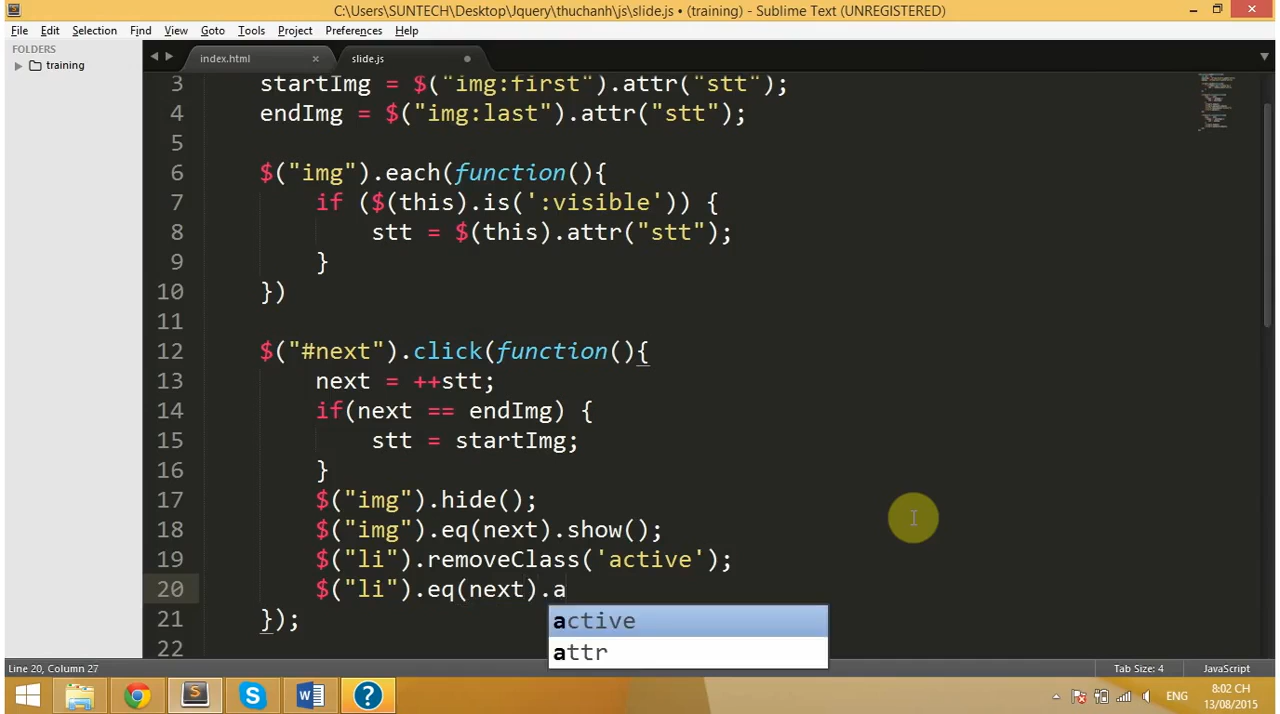 C:\Users\SUNTECH\Desktop\Jquery\thuchanh\js\slide.js • (training) - Sublime Text (UNREGISTERED)
File Edit Selection Find View Goto Tools Project Preferences Help
FOLDERS
training
index.html × slide.js
3 startImg = $("img:first").attr("stt");
4 endImg = $("img:last").attr("stt");
5
6 $("img").each(function(){
7 if ($(this).is(':visible')) {
8 stt = $(this).attr("stt");
9 }
10 })
11
12 $("#next").click(function(){
13 next = ++stt;
14 if(next == endImg) {
15 stt = startImg;
16 }
17 $("img").hide();
18 $("img").eq(next).show();
19 $("li").removeClass('active');
20 $("li").eq(next).a
active
21 });
attr
22
Line 20, Column 27 Tab Size: 4 JavaScript
ENG
8:02 CH
13/08/2015